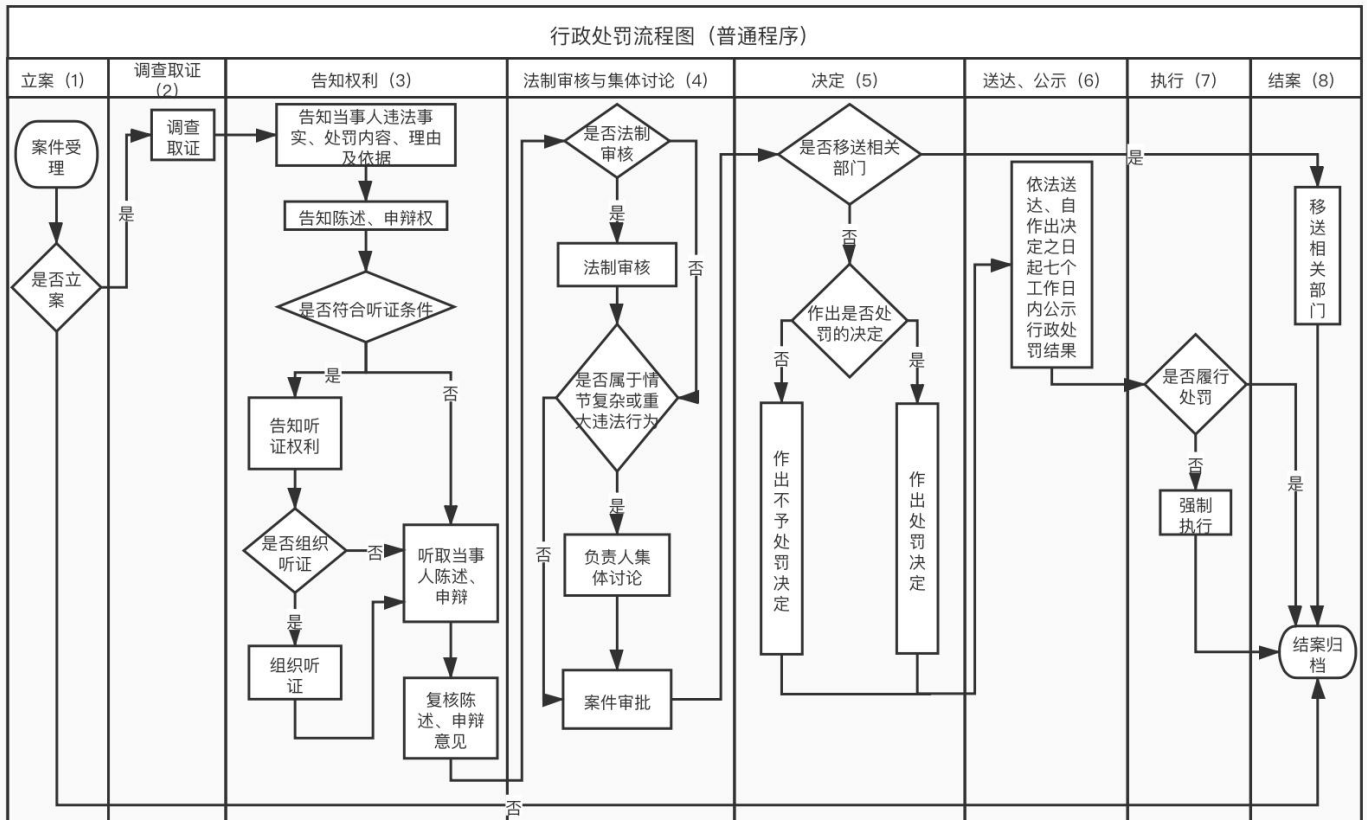 行政处罚流程图（普通程序）
立案（1）
调查取证
（2）
告知权利（3）
法制审核与集体讨论（4）
决定（5）
送达、公示（6）
执行（7）
结案（8）
案件受
理
是否立
案
是
否
调查
取证
告知当事人违法事
实、处罚内容、理由
及依据
告知陈述、申辩权
是否符合听证条件
是
否
告知听
证权利
是否组织
听证
否
是
组织听
证
听取当事
人陈述、
申辩
复核陈
述、申辩
意见
是否法制
审核
是
否
法制审核
是否属于情
节复杂或重
大违法行为
是
否
负责人集
体讨论
案件审批
是否移送相关
部门
是
否
作出是否处
罚的决定
否
是
作
出
不
予
处
罚
决
定
作
出
处
罚
决
定
依法送
达、自
作出决
定之日
起七个
工作日
内公示
行政处
罚结果
是否履行
处罚
否
是
强制
执行
移
送
相
关
部
门
结案归
档